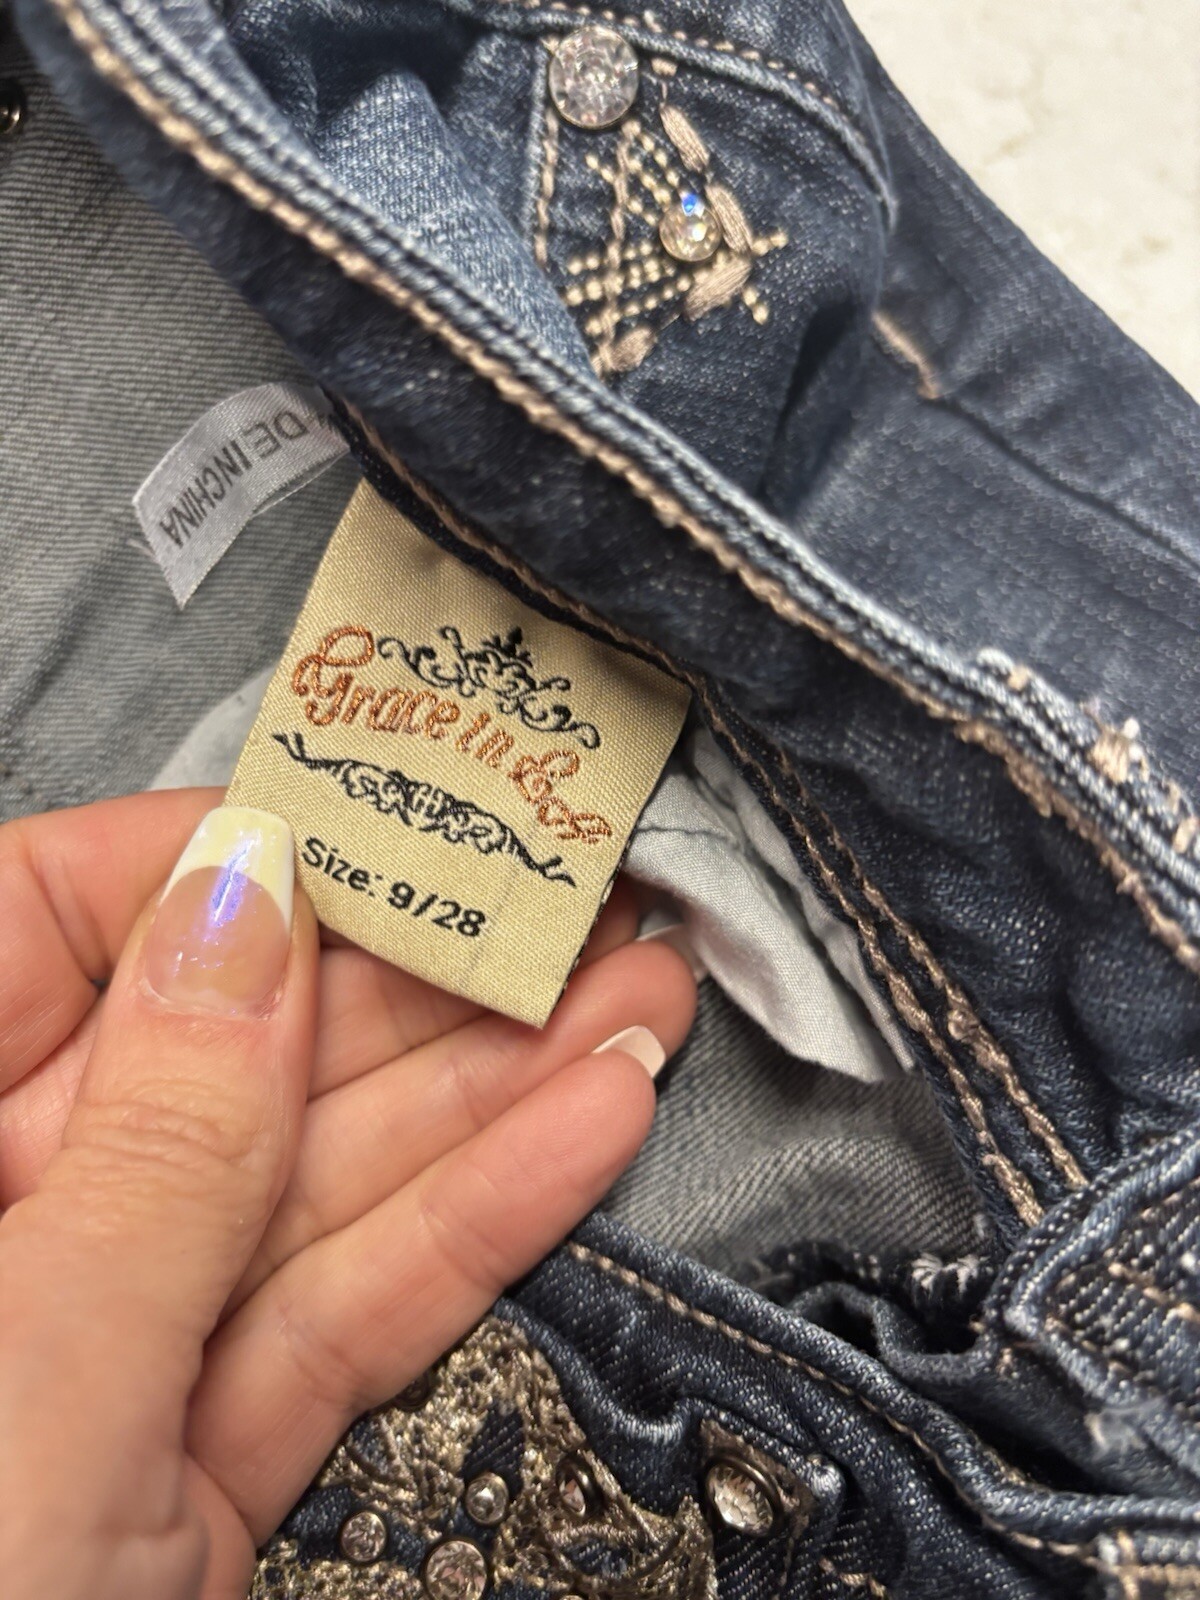 DE IN CHINA
Grace in LA
Size: 9/28